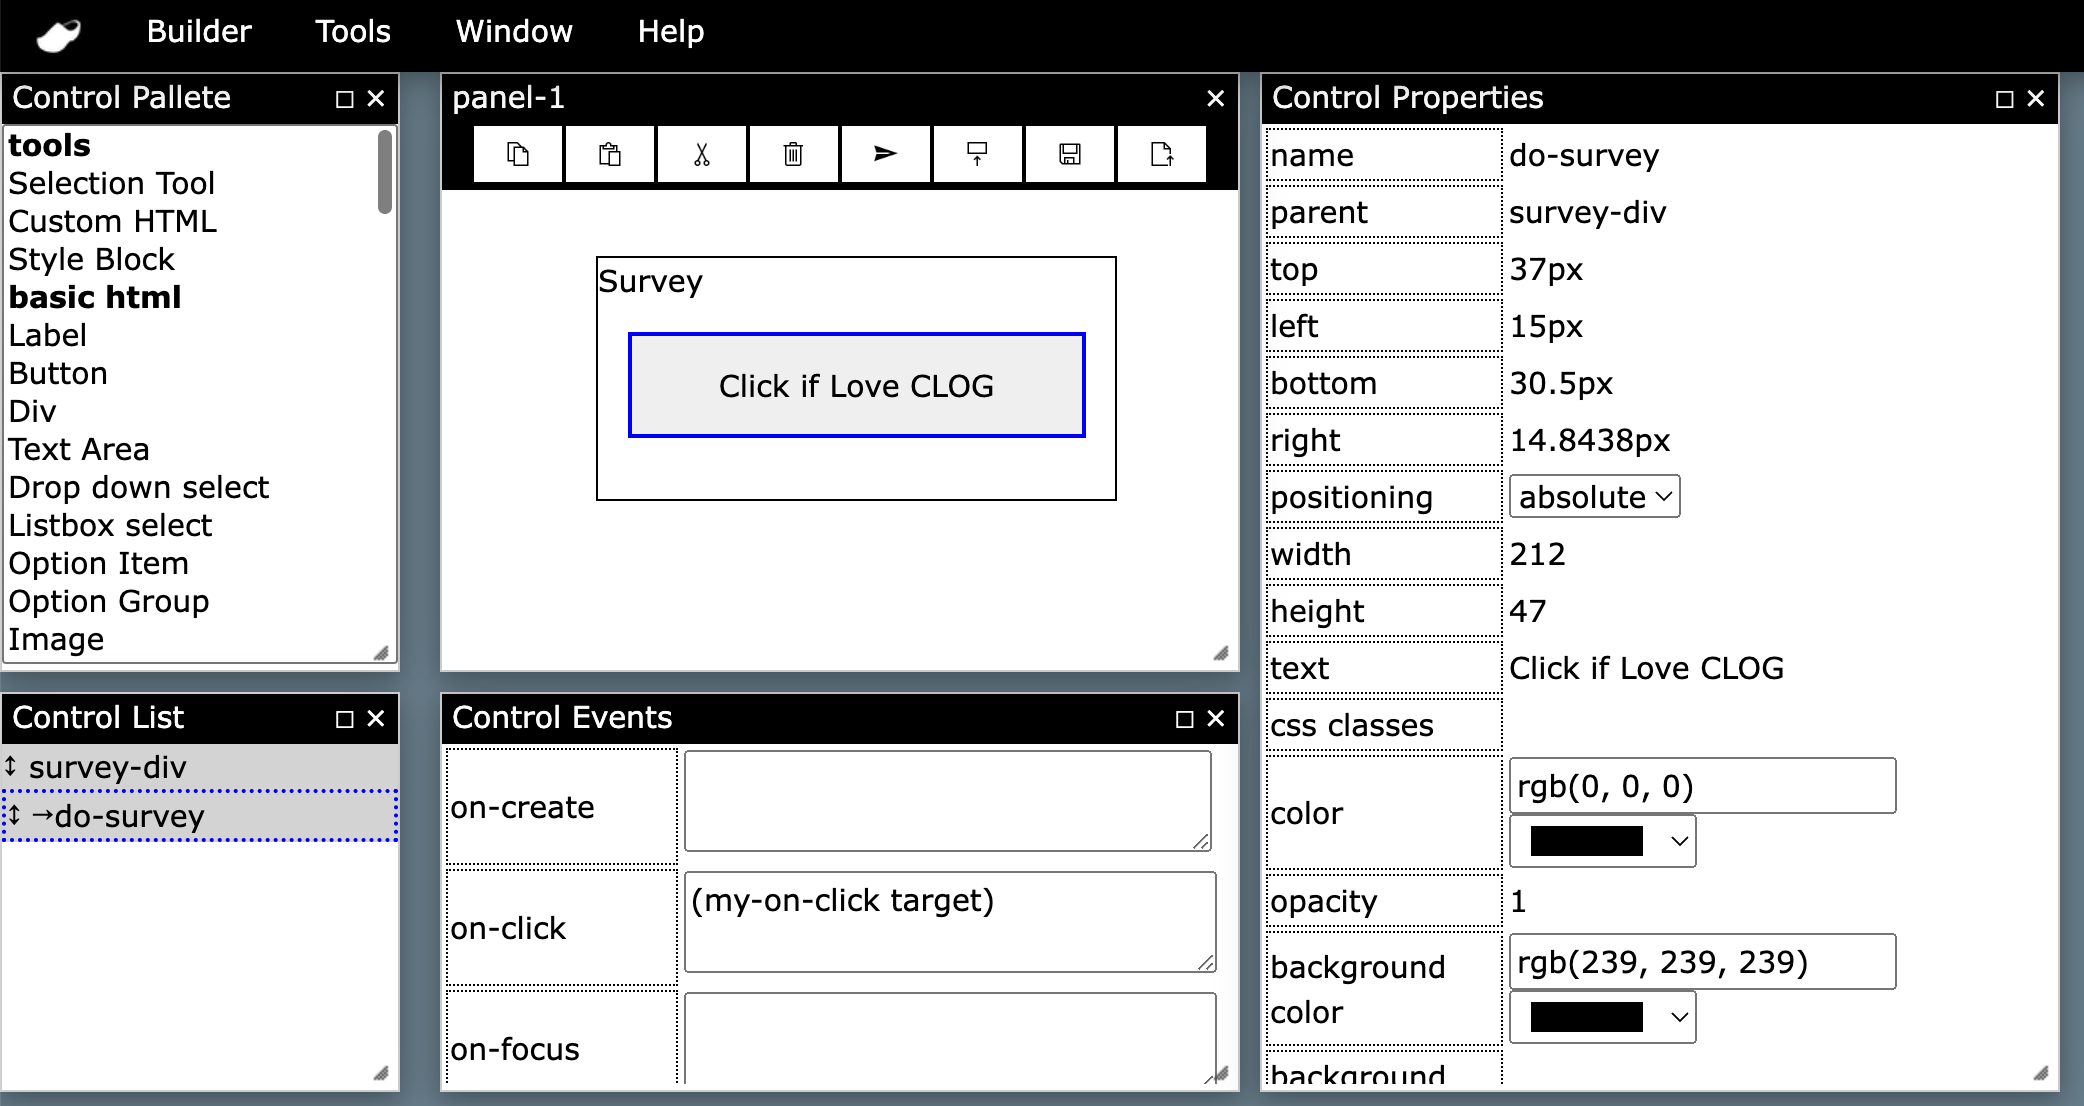 Builder Tools Window Help
Control Pallete
tools
Selection Tool
Custom HTML
Style Block
basic html
Label
Button
Div
Text Area
Drop down select
Listbox select
Option Item
Option Group
Image
Control List
survey-div
→do-survey
panel-1
Survey
Click if Love CLOG
Control Events
on-create
on-click (my-on-click target)
on-focus
Control Properties
name do-survey
parent survey-div
top 37px
left 15px
bottom 30.5px
right 14.8438px
positioning absolute
width 212
height 47
text Click if Love CLOG
css classes
color rgb(0, 0, 0)
opacity 1
background rgb(239, 239, 239)
color
background